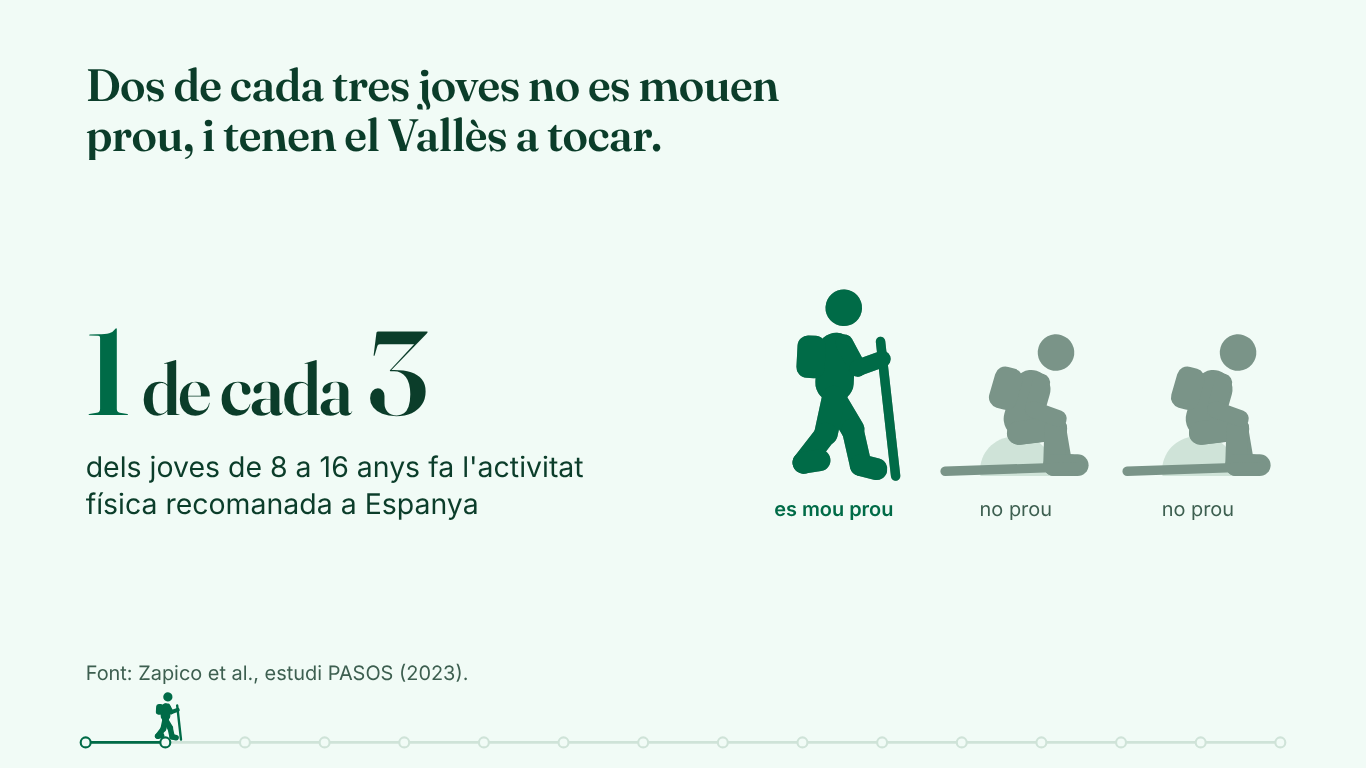 Dos de cada tres joves no es mouen
prou, i tenen el Vallès a tocar.
1 de cada 3
dels joves de 8 a 16 anys fa l'activitat
física recomanada a Espanya
es mou prou
no prou
no prou
Font: Zapico et al., estudi PASOS (2023).